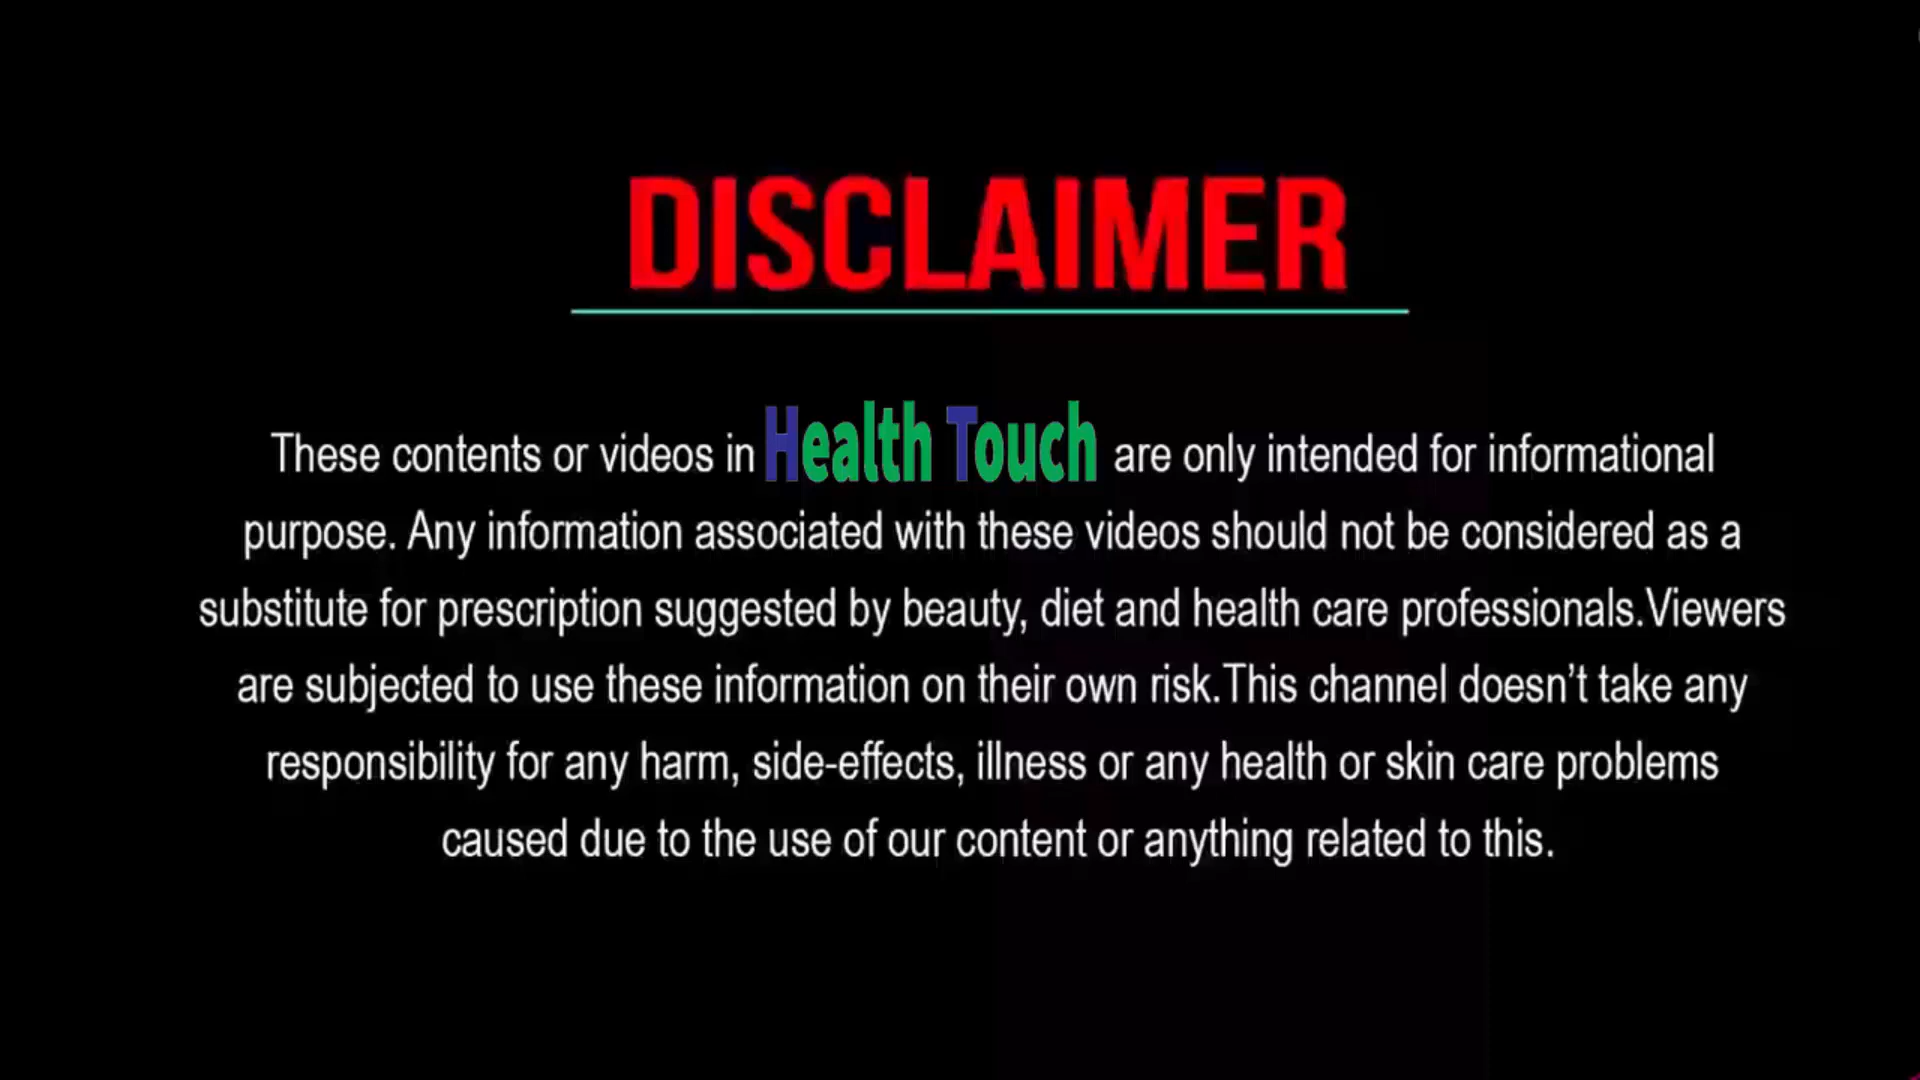 DISCLAIMER
These contents or videos in Health Touch are only intended for informational
purpose. Any information associated with these videos should not be considered as a
substitute for prescription suggested by beauty, diet and health care professionals.Viewers
are subjected to use these information on their own risk.This channel doesn’t take any
responsibility for any harm, side-effects, illness or any health or skin care problems
caused due to the use of our content or anything related to this.